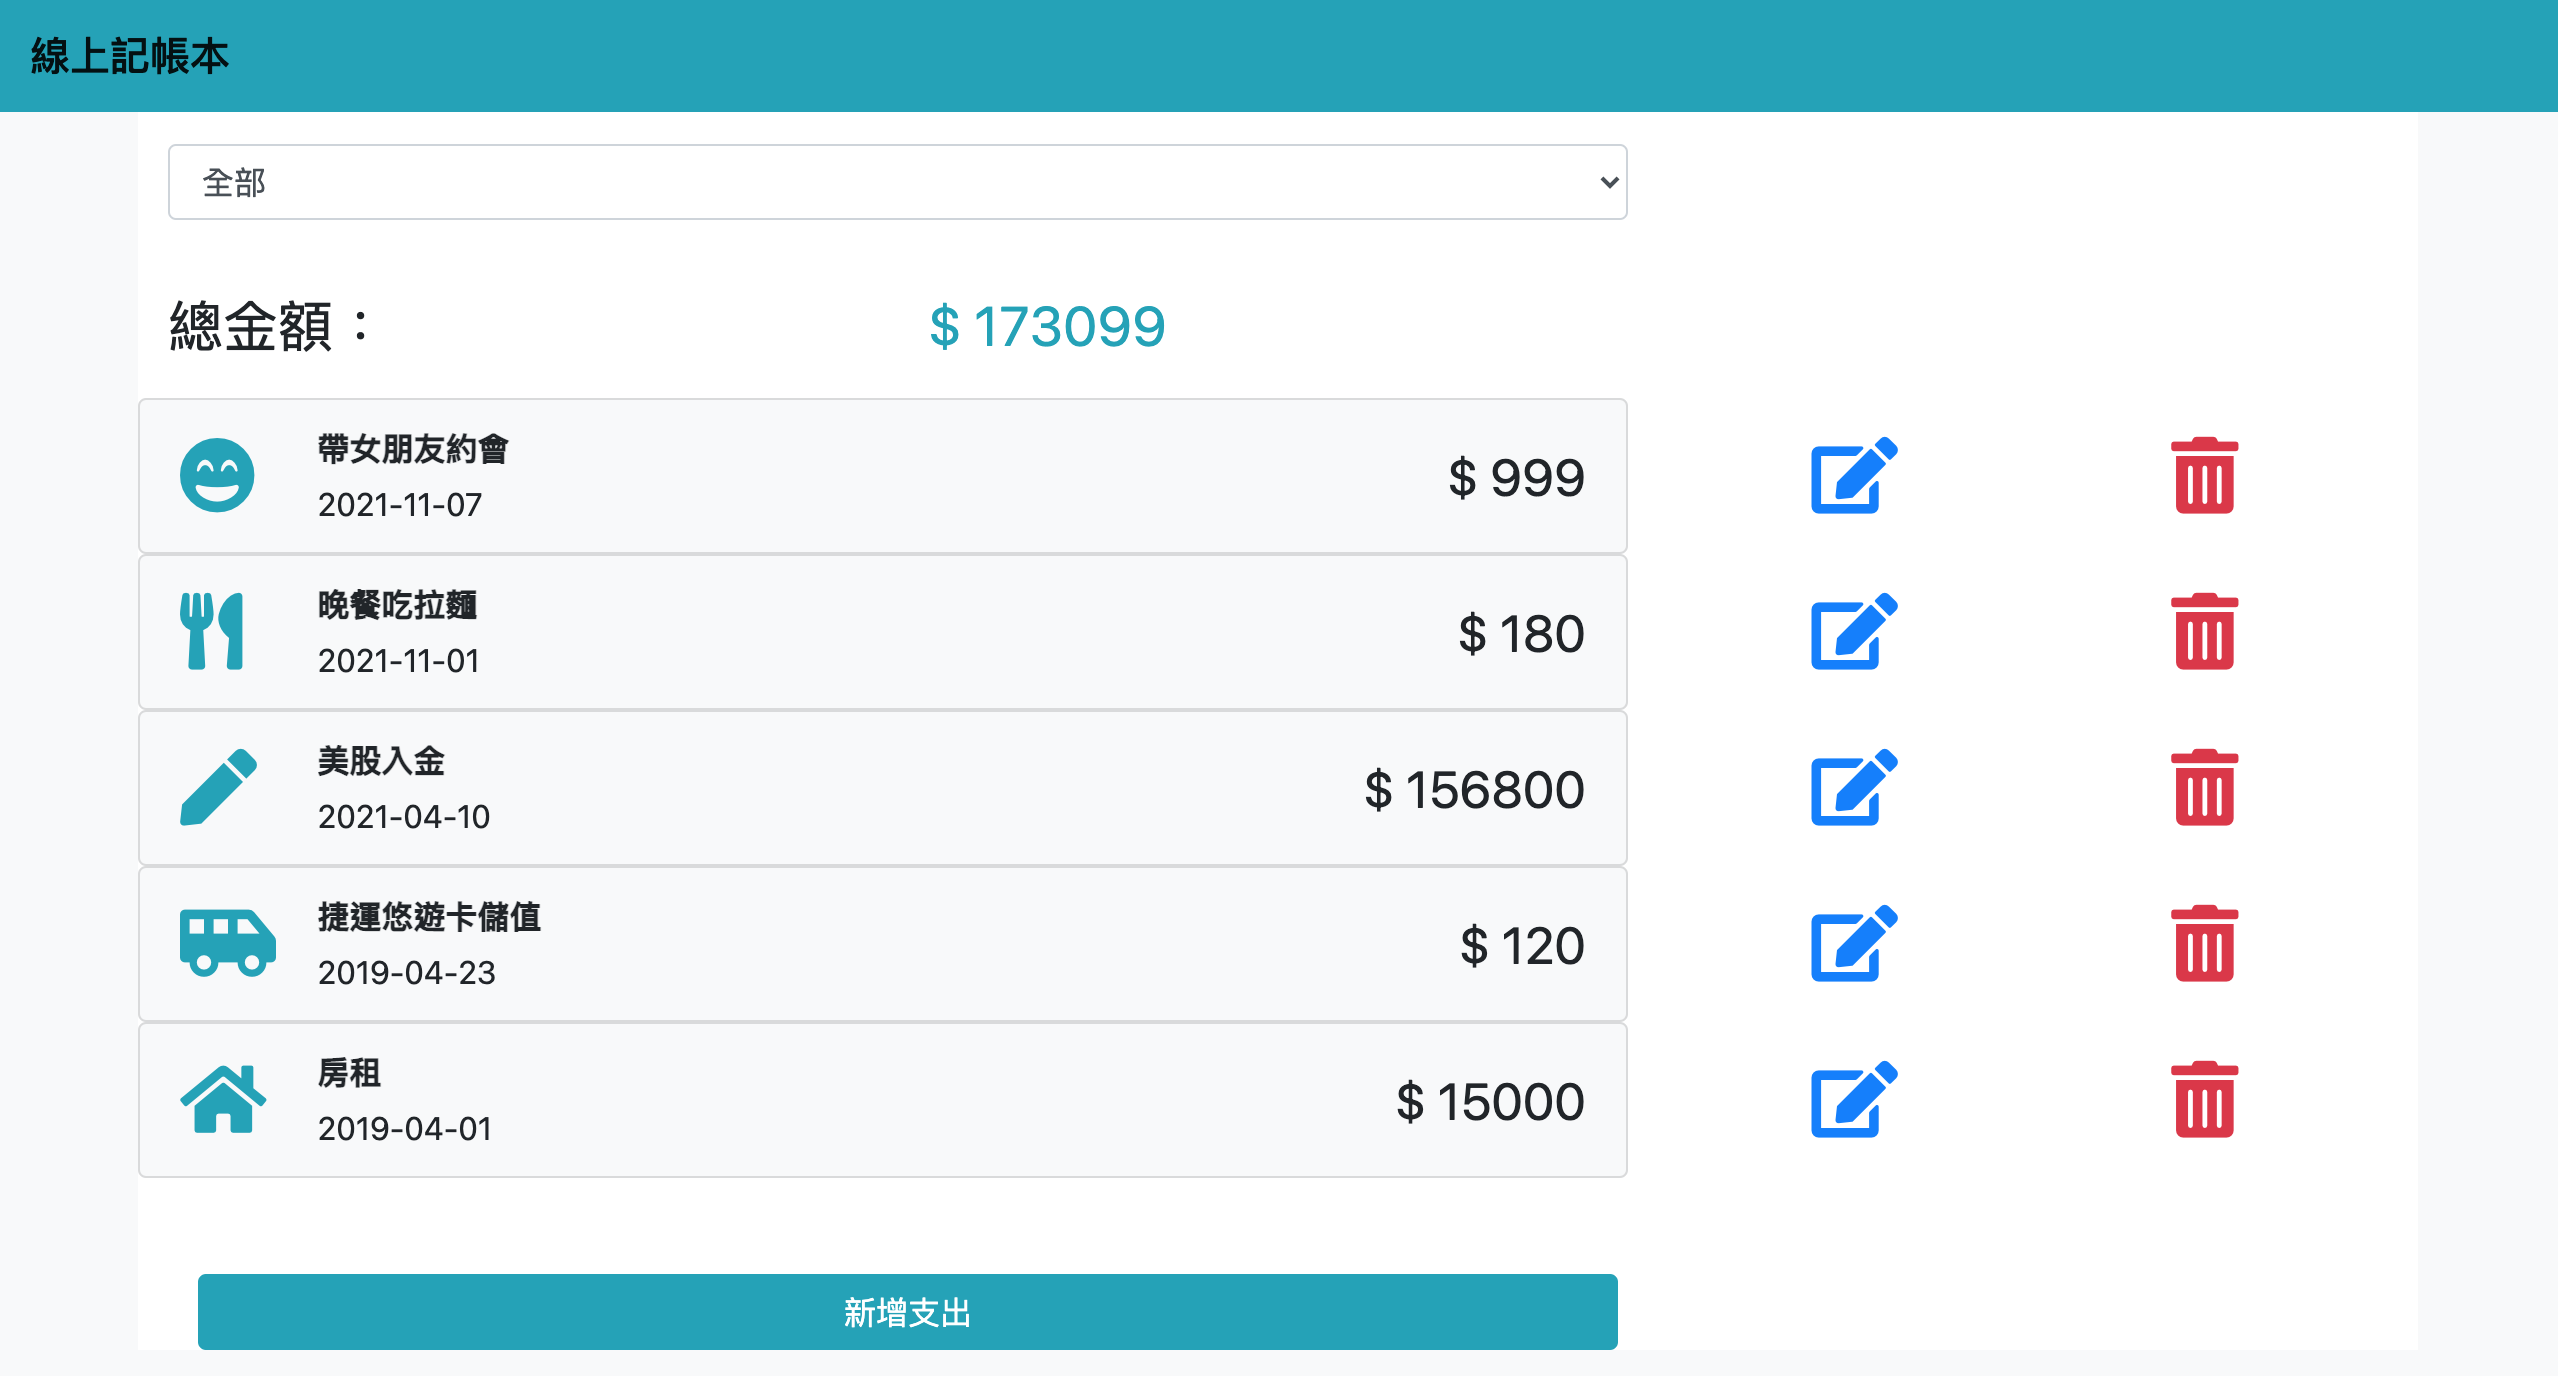 線上記帳本
全部
總金額：
$ 173099
帶女朋友約會
2021-11-07
$ 999
晚餐吃拉麵
2021-11-01
$ 180
美股入金
2021-04-10
$ 156800
捷運悠遊卡儲值
2019-04-23
$ 120
房租
2019-04-01
$ 15000
新增支出